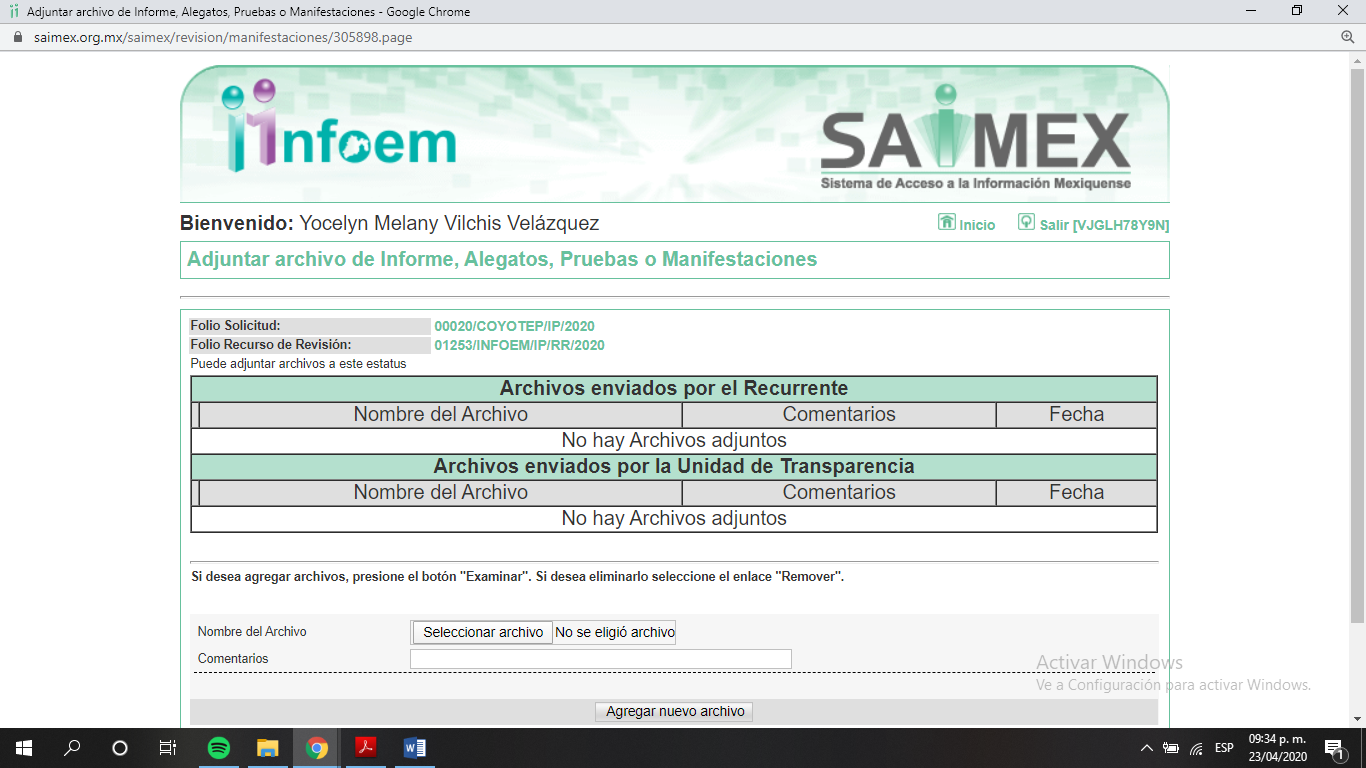 Adjuntar archivo de Informe, Alegatos, Pruebas o Manifestaciones - Google Chrome
saimex.org.mx/saimex/revision/manifestaciones/305898.page
infoem
SAIMEX
Sistema de Acceso a la Información Mexiquense
Bienvenido: Yocelyn Melany Vilchis Velázquez
Inicio Salir [VJGLH78Y9N]
Adjuntar archivo de Informe, Alegatos, Pruebas o Manifestaciones
Folio Solicitud: 00020/COYOTEP/IP/2020
Folio Recurso de Revisión: 01253/INFOEM/IP/RR/2020
Puede adjuntar archivos a este estatus
Archivos enviados por el Recurrente
Nombre del Archivo Comentarios Fecha
No hay Archivos adjuntos
Archivos enviados por la Unidad de Transparencia
Nombre del Archivo Comentarios Fecha
No hay Archivos adjuntos
Si desea agregar archivos, presione el botón "Examinar". Si desea eliminarlo seleccione el enlace "Remover".
Nombre del Archivo Seleccionar archivo No se eligió archivo
Comentarios
Activar Windows
Ve a Configuración para activar Windows.
Agregar nuevo archivo
ESP
09:34 p. m.
23/04/2020
1